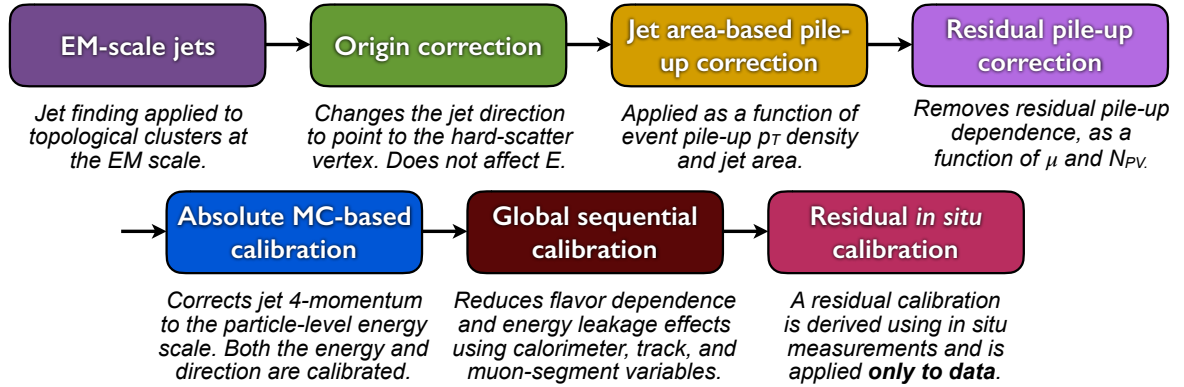 EM-scale jets
Origin correction
Jet area-based pile-
up correction
Residual pile-up
correction
Jet finding applied to
topological clusters at
the EM scale.
Changes the jet direction
to point to the hard-scatter
vertex. Does not affect E.
Applied as a function of
event pile-up pT density
and jet area.
Removes residual pile-up
dependence, as a
function of μ and NPV.
Absolute MC-based
calibration
Global sequential
calibration
Residual in situ
calibration
Corrects jet 4-momentum
to the particle-level energy
scale. Both the energy and
direction are calibrated.
Reduces flavor dependence
and energy leakage effects
using calorimeter, track, and
muon-segment variables.
A residual calibration
is derived using in situ
measurements and is
applied only to data.